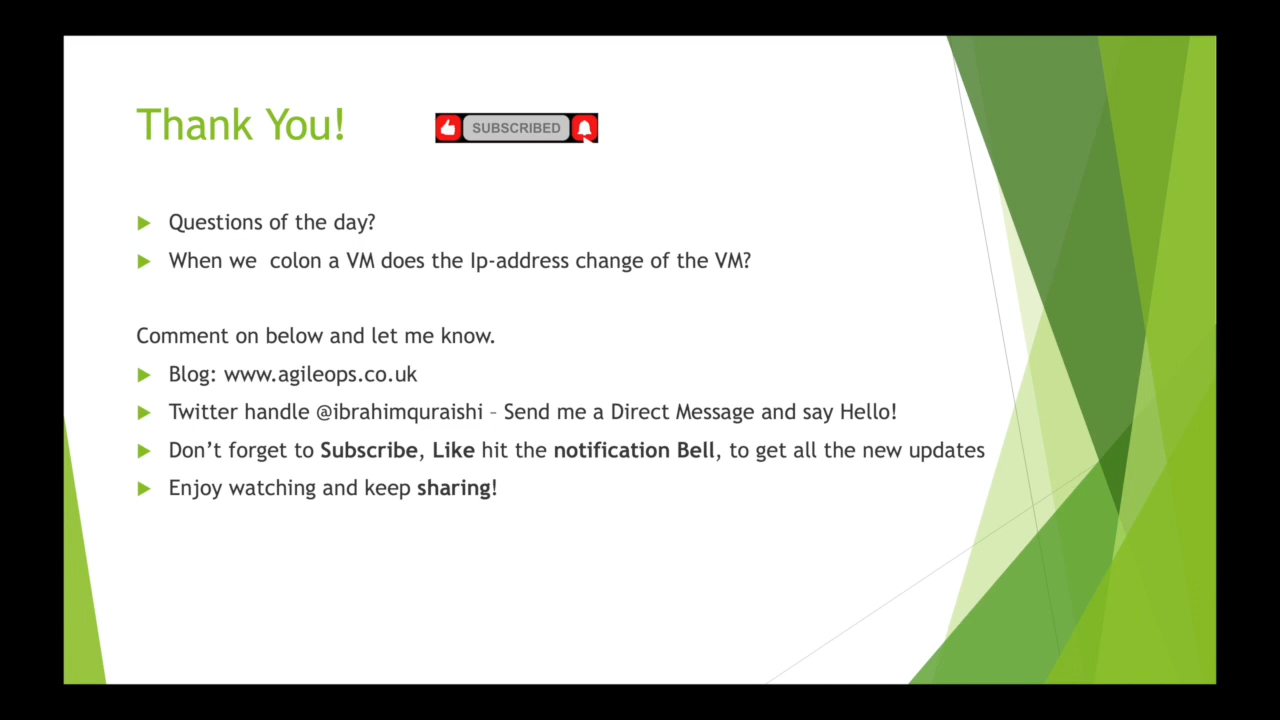 Thank You!
SUBSCRIBED
Questions of the day?
When we  colon a VM does the Ip-address change of the VM?
Comment on below and let me know.
Blog: www.agileops.co.uk
Twitter handle @ibrahimquraishi – Send me a Direct Message and say Hello!
Don’t forget to Subscribe, Like hit the notification Bell, to get all the new updates
Enjoy watching and keep sharing!